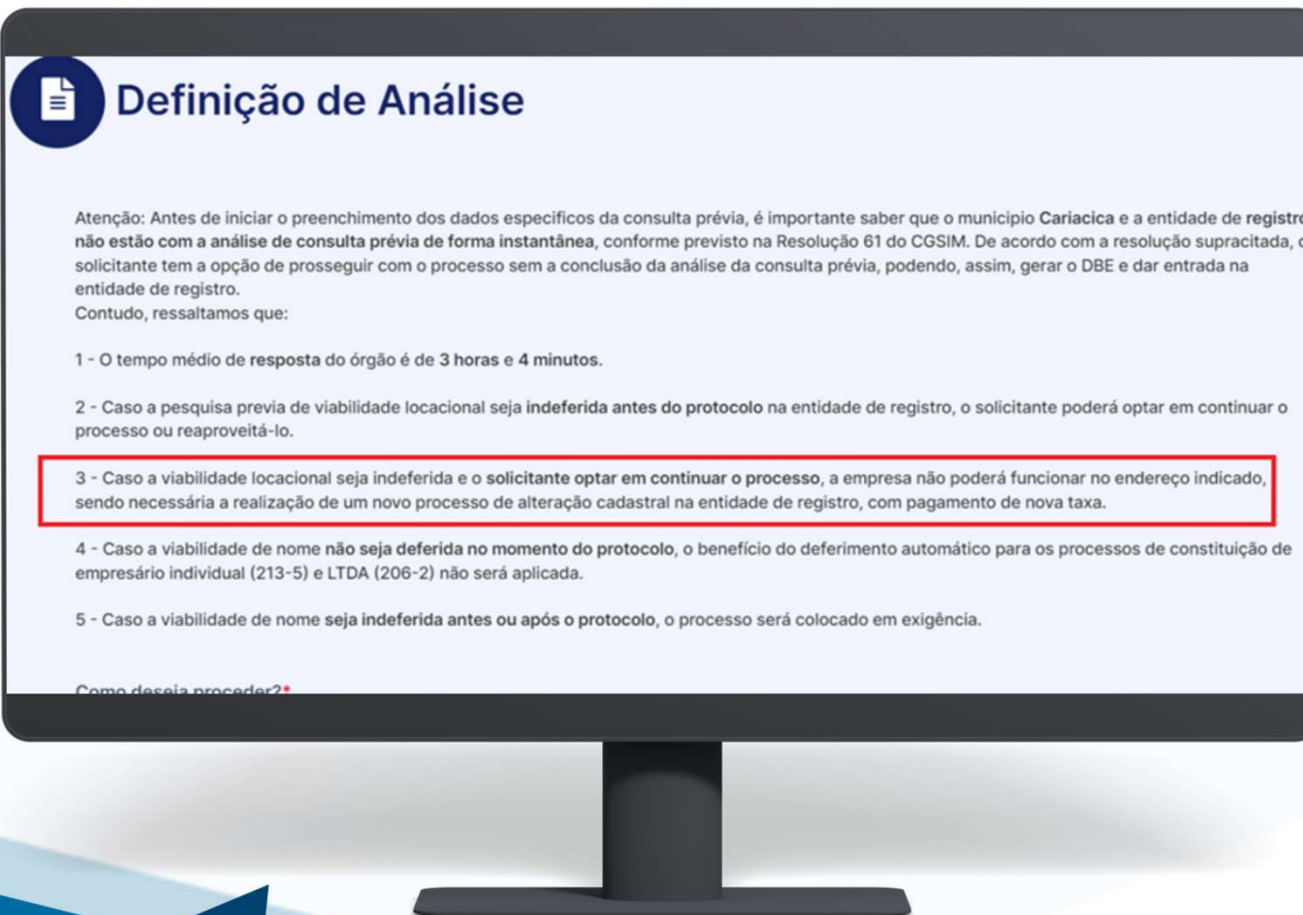 Definição de Análise
Atenção: Antes de iniciar o preenchimento dos dados especificos da consulta prévia, é importante saber que o municipio Cariacica e a entidade de registro
não estão com a análise de consulta prévia de forma instantânea, conforme previsto na Resolução 61 do CGSIM. De acordo com a resolução supracitada, o
solicitante tem a opção de prosseguir com o processo sem a conclusão da análise da consulta prévia, podendo, assim, gerar o DBE e dar entrada na
entidade de registro.
Contudo, ressaltamos que:
1 - O tempo médio de resposta do órgão é de 3 horas e 4 minutos.
2 - Caso a pesquisa previa de viabilidade locacional seja indeferida antes do protocolo na entidade de registro, o solicitante poderá optar em continuar o
processo ou reaproveitá-lo.
3 - Caso a viabilidade locacional seja indeferida e o solicitante optar em continuar o processo, a empresa não poderá funcionar no endereço indicado,
sendo necessária a realização de um novo processo de alteração cadastral na entidade de registro, com pagamento de nova taxa.
4 - Caso a viabilidade de nome não seja deferida no momento do protocolo, o benefício do deferimento automático para os processos de constituição de
empresário individual (213-5) e LTDA (206-2) não será aplicada.
5 - Caso a viabilidade de nome seja indeferida antes ou após o protocolo, o processo será colocado em exigência.
Como deseja proceder?*